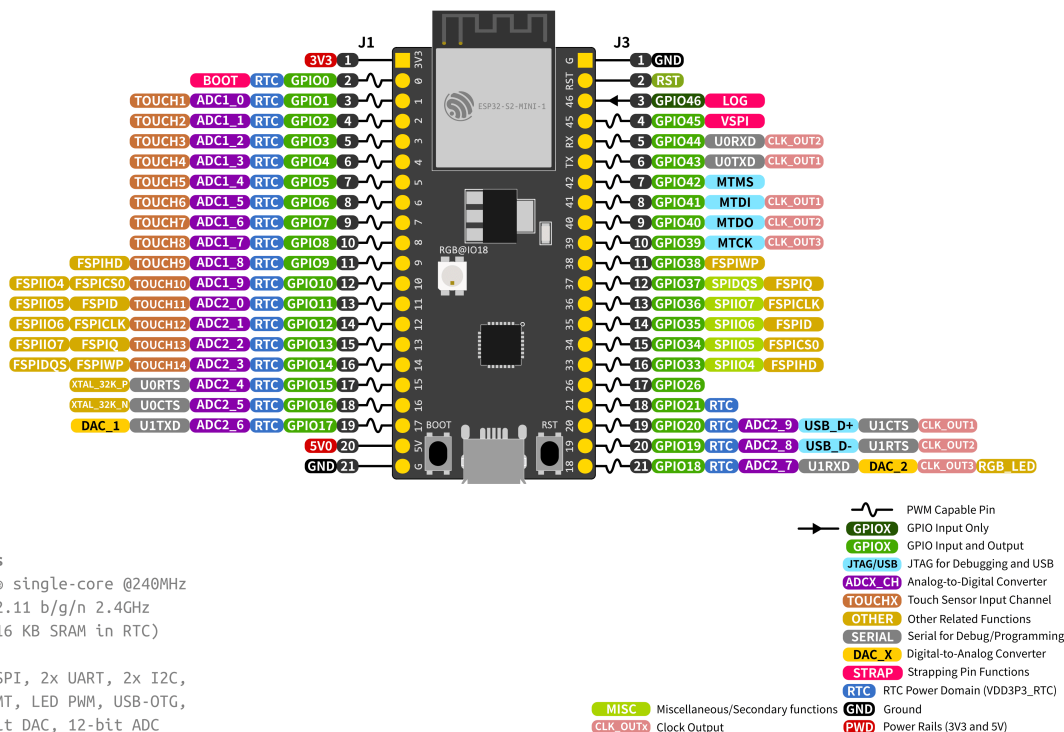 J1 J3
3V3 1 3V3 G 1 GND
BOOT RTC GPIO0 2 0 RST 2 RST
TOUCH1 ADC1_0 RTC GPIO1 3 1 ESP32-S2-MINI-1 46 3 GPIO46 LOG
TOUCH2 ADC1_1 RTC GPIO2 4 2 45 4 GPIO45 VSPI
TOUCH3 ADC1_2 RTC GPIO3 5 3 RX 5 GPIO44 U0RXD CLK_OUT2
TOUCH4 ADC1_3 RTC GPIO4 6 4 TX 6 GPIO43 U0TXD CLK_OUT1
TOUCH5 ADC1_4 RTC GPIO5 7 5 42 7 GPIO42 MTMS
TOUCH6 ADC1_5 RTC GPIO6 8 6 41 8 GPIO41 MTDI CLK_OUT1
TOUCH7 ADC1_6 RTC GPIO7 9 7 40 9 GPIO40 MTDO CLK_OUT2
TOUCH8 ADC1_7 RTC GPIO8 10 8 RGB@IO18 39 10 GPIO39 MTCK CLK_OUT3
FSPIHD TOUCH9 ADC1_8 RTC GPIO9 11 9 38 11 GPIO38 FSPIWP
FSPIIO4 FSPICS0 TOUCH10 ADC1_9 RTC GPIO10 12 10 37 12 GPIO37 SPIDQS FSPIQ
FSPIIO5 FSPID TOUCH11 ADC2_0 RTC GPIO11 13 11 36 13 GPIO36 SPIIO7 FSPICLK
FSPIIO6 FSPICLK TOUCH12 ADC2_1 RTC GPIO12 14 12 35 14 GPIO35 SPIIO6 FSPID
FSPIIO7 FSPIQ TOUCH13 ADC2_2 RTC GPIO13 15 13 34 15 GPIO34 SPIIO5 FSPICS0
FSPIDQS FSPIWP TOUCH14 ADC2_3 RTC GPIO14 16 14 33 16 GPIO33 SPIIO4 FSPIHD
XTAL_32K_P U0RTS ADC2_4 RTC GPIO15 17 15 26 17 GPIO26
XTAL_32K_N U0CTS ADC2_5 RTC GPIO16 18 16 21 18 GPIO21 RTC
DAC_1 U1TXD ADC2_6 RTC GPIO17 19 17 BOOT RST 20 19 GPIO20 RTC ADC2_9 USB_D+ U1CTS CLK_OUT1
5V0 20 5V 19 20 GPIO19 RTC ADC2_8 USB_D- U1RTS CLK_OUT2
GND 21 G 18 21 GPIO18 RTC ADC2_7 U1RXD DAC_2 CLK_OUT3 RGB_LED
PWM Capable Pin
GPIOX GPIO Input Only
GPIOX GPIO Input and Output
JTAG/USB JTAG for Debugging and USB
ADCX_CH Analog-to-Digital Converter
TOUCHX Touch Sensor Input Channel
OTHER Other Related Functions
SERIAL Serial for Debug/Programming
DAC_X Digital-to-Analog Converter
STRAP Strapping Pin Functions
RTC RTC Power Domain (VDD3P3_RTC)
MISC Miscellaneous/Secondary functions GND Ground
CLK_OUTx Clock Output PWD Power Rails (3V3 and 5V)
single-core @240MHz
2.11 b/g/n 2.4GHz
16 KB SRAM in RTC)
SPI, 2x UART, 2x I2C,
MT, LED PWM, USB-OTG,
it DAC, 12-bit ADC